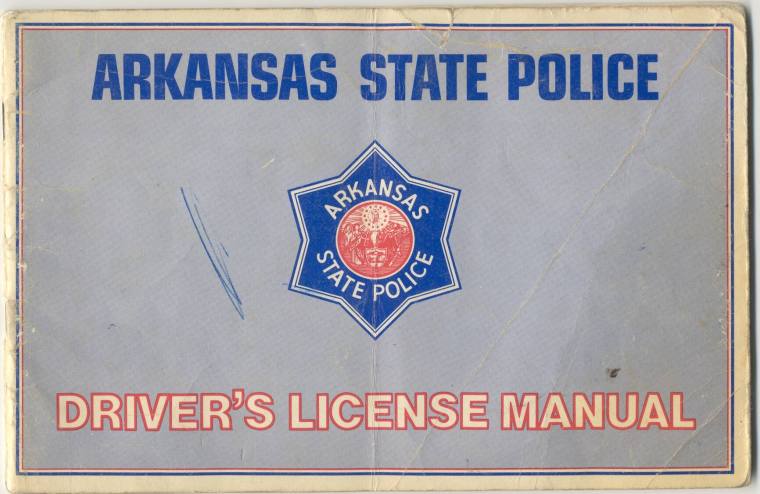 ARKANSAS STATE POLICE
ARKANSAS
STATE POLICE
DRIVER'S LICENSE MANUAL